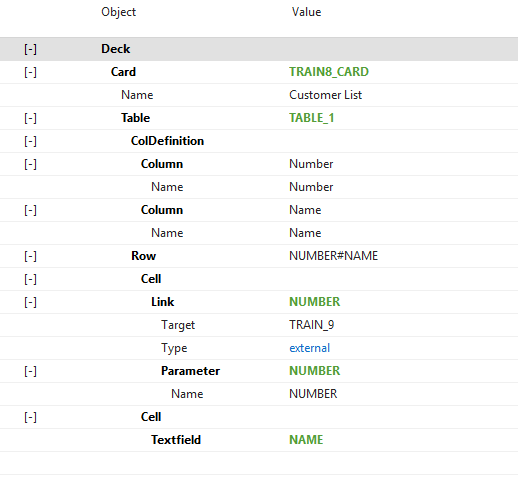 Object Value
[-] Deck
[-] Card TRAIN8_CARD
Name Customer List
[-] Table TABLE_1
[-] ColDefinition
[-] Column Number
Name Number
[-] Column Name
Name Name
[-] Row NUMBER#NAME
[-] Cell
[-] Link NUMBER
Target TRAIN_9
Type external
[-] Parameter NUMBER
Name NUMBER
[-] Cell
Textfield NAME